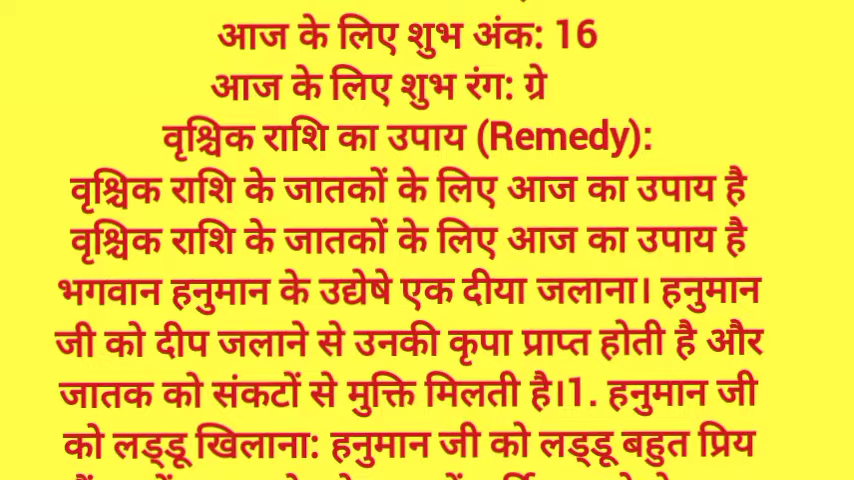 आज के लिए शुभ अंक: 16
आज के लिए शुभ रंग: ग्रे
वृश्चिक राशि का उपाय (Remedy):
वृश्चिक राशि के जातकों के लिए आज का उपाय है
वृश्चिक राशि के जातकों के लिए आज का उपाय है
भगवान हनुमान के उद्येषे एक दीया जलाना। हनुमान
जी को दीप जलाने से उनकी कृपा प्राप्त होती है और
जातक को संकटों से मुक्ति मिलती है।1. हनुमान जी
को लड्डू खिलाना: हनुमान जी को लड्डू बहुत प्रिय